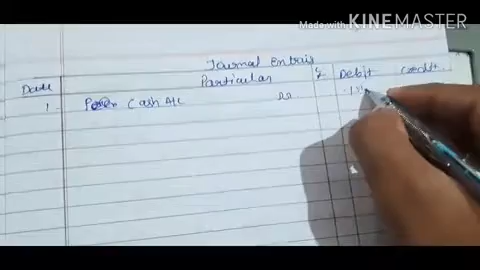 Made with KINEMASTER
Journal Entries
Date Particular Debit Credit
1 Cash A/c Dr